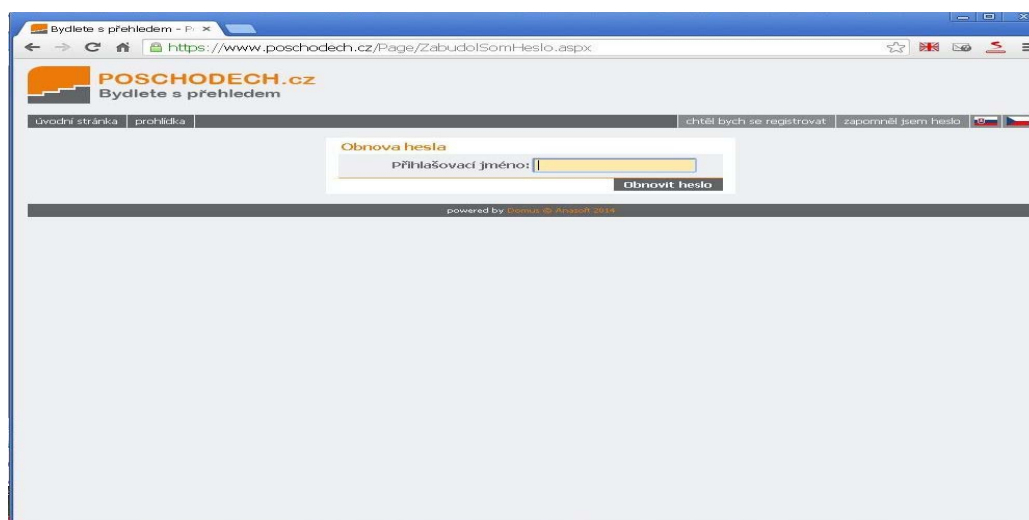 Bydlete s přehledem - P
https://www.poschodech.cz/Page/ZabudolSomHeslo.aspx
POSCHODECH.cz
Bydlete s přehledem
úvodní stránka prohlídka chtěl bych se registrovat zapomněl jsem heslo
Obnova hesla
Přihlašovací jméno:
Obnovit heslo
powered by Domus © Anasoft 2014